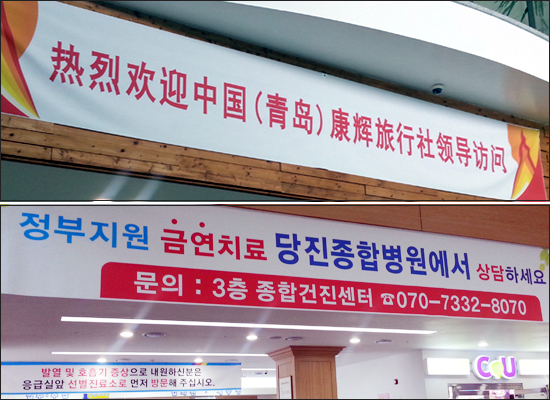 热烈欢迎中国(青岛)康辉旅行社领导访问
정부지원 금연치료 당진종합병원에서 상담하세요
문의 : 3층 종합건진센터 ☎070-7332-8070
발열 및 호흡기 증상으로 내원하신분은
응급실앞 선별진료소로 먼저 방문해 주십시오.
CU